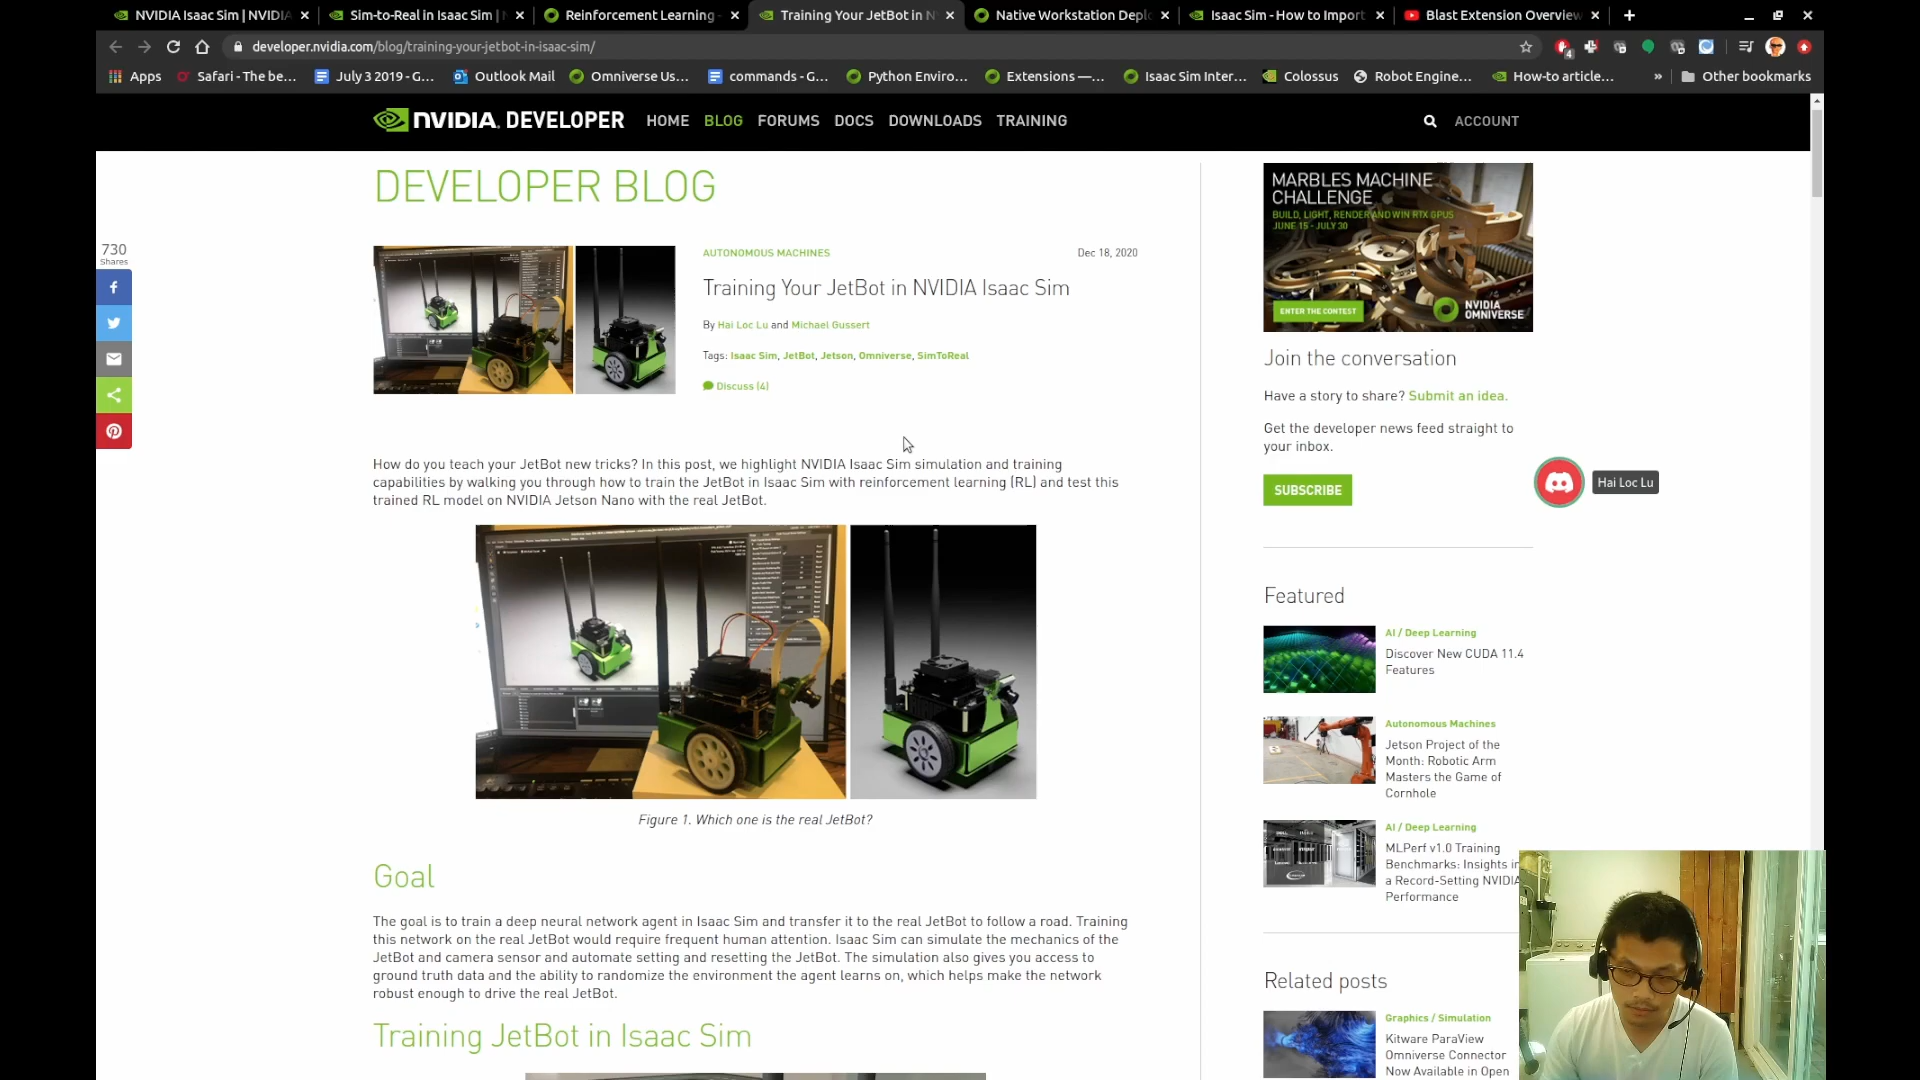 NVIDIA Isaac Sim | NVIDIA
Sim-to-Real in Isaac Sim |
Reinforcement Learning -
Training Your JetBot in N
Native Workstation Deplo
Isaac Sim - How to Import
Blast Extension Overview
developer.nvidia.com/blog/training-your-jetbot-in-isaac-sim/
4
Apps
Safari - The be...
July 3 2019 - G...
Outlook Mail
Omniverse Us...
commands - G...
Python Enviro...
Extensions —...
Isaac Sim Inter...
Colossus
Robot Engine...
How-to article...
»
Other bookmarks
NVIDIA. DEVELOPER
HOME
BLOG
FORUMS
DOCS
DOWNLOADS
TRAINING
ACCOUNT
DEVELOPER BLOG
730
Shares
AUTONOMOUS MACHINES
Dec 18, 2020
Training Your JetBot in NVIDIA Isaac Sim
By Hai Loc Lu and Michael Gussert
Tags: Isaac Sim, JetBot, Jetson, Omniverse, SimToReal
Discuss (4)
How do you teach your JetBot new tricks? In this post, we highlight NVIDIA Isaac Sim simulation and training
capabilities by walking you through how to train the JetBot in Isaac Sim with reinforcement learning (RL) and test this
trained RL model on NVIDIA Jetson Nano with the real JetBot.
Figure 1. Which one is the real JetBot?
Goal
The goal is to train a deep neural network agent in Isaac Sim and transfer it to the real JetBot to follow a road. Training
this network on the real JetBot would require frequent human attention. Isaac Sim can simulate the mechanics of the
JetBot and camera sensor and automate setting and resetting the JetBot. The simulation also gives you access to
ground truth data and the ability to randomize the environment the agent learns on, which helps make the network
robust enough to drive the real JetBot.
Training JetBot in Isaac Sim
MARBLES MACHINE
CHALLENGE
BUILD, LIGHT, RENDER AND WIN RTX GPUS
JUNE 15 - JULY 30
ENTER THE CONTEST
NVIDIA
OMNIVERSE
Join the conversation
Have a story to share? Submit an idea.
Get the developer news feed straight to
your inbox.
SUBSCRIBE
Hai Loc Lu
Featured
AI / Deep Learning
Discover New CUDA 11.4
Features
Autonomous Machines
Jetson Project of the
Month: Robotic Arm
Masters the Game of
Cornhole
AI / Deep Learning
MLPerf v1.0 Training
Benchmarks: Insights in
a Record-Setting NVIDIA
Performance
Related posts
Graphics / Simulation
Kitware ParaView
Omniverse Connector
Now Available in Open